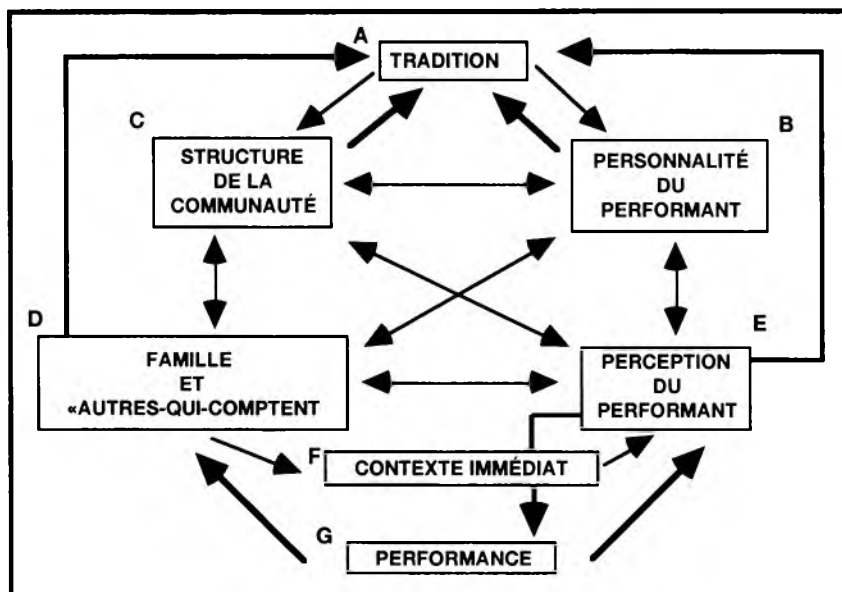 A
TRADITION
C
STRUCTURE
DE LA
COMMUNAUTÉ
B
PERSONNALITÉ
DU
PERFORMANT
D
FAMILLE
ET
«AUTRES-QUI-COMPTENT
E
PERCEPTION
DU
PERFORMANT
F
CONTEXTE IMMÉDIAT
G
PERFORMANCE